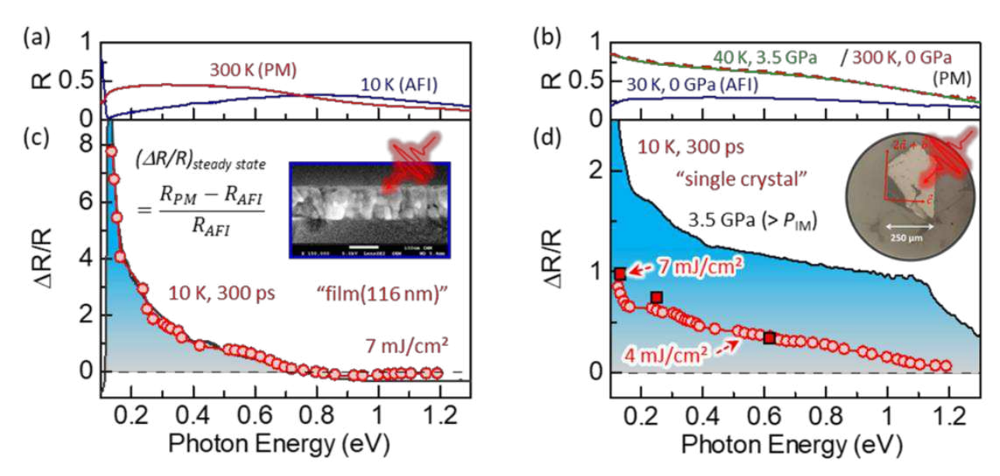 (a)
1
R
0.5
0
300 K (PM)
10 K (AFI)
(b)
1
R
0.5
0
40 K, 3.5 GPa / 300 K, 0 GPa
(PM)
30 K, 0 GPa (AFI)
(c)
8
6
4
2
0
ΔR/R
(ΔR/R)steady state
= (R_PM − R_AFI) / R_AFI
10 K, 300 ps
“film(116 nm)”
7 mJ/cm²
0.2 0.4 0.6 0.8 1 1.2
Photon Energy (eV)
(d)
2
1
0
ΔR/R
10 K, 300 ps
“single crystal”
3.5 GPa (> P_IM)
250 μm
7 mJ/cm²
4 mJ/cm²
0.2 0.4 0.6 0.8 1 1.2
Photon Energy (eV)